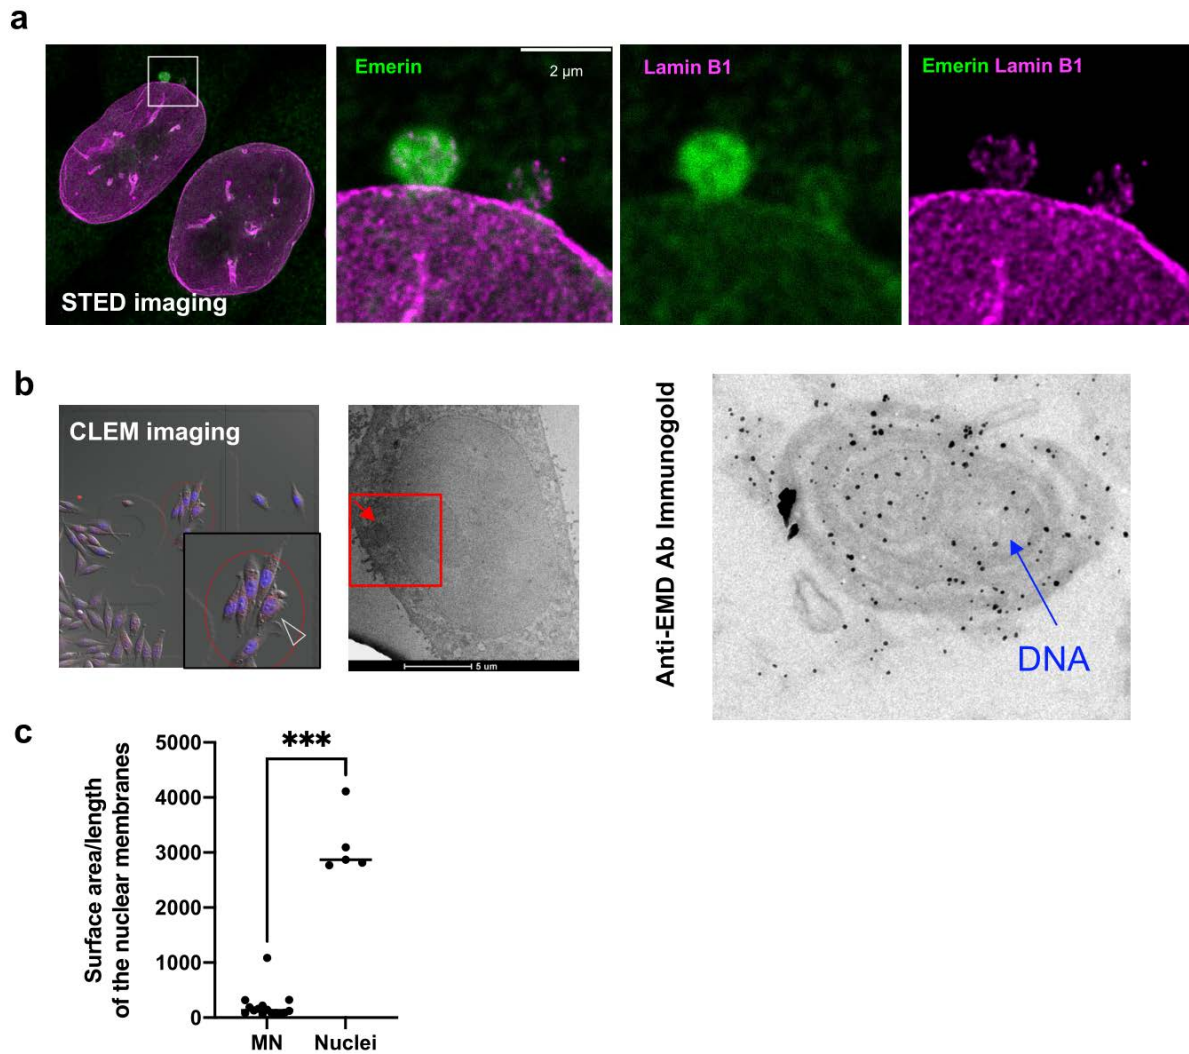 a
Emerin
2 µm
Lamin B1
Emerin Lamin B1
STED imaging
b
CLEM imaging
5 um
Anti-EMD Ab Immunogold
DNA
c
Surface area/length
of the nuclear membranes
5000
4000
3000
2000
1000
0
***
MN
Nuclei